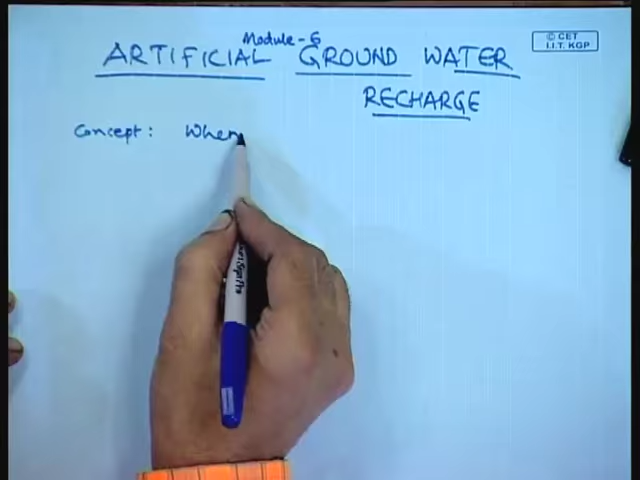 Module-6
ARTIFICIAL GROUND WATER
RECHARGE
© CET
I.I.T. KGP
Concept: When